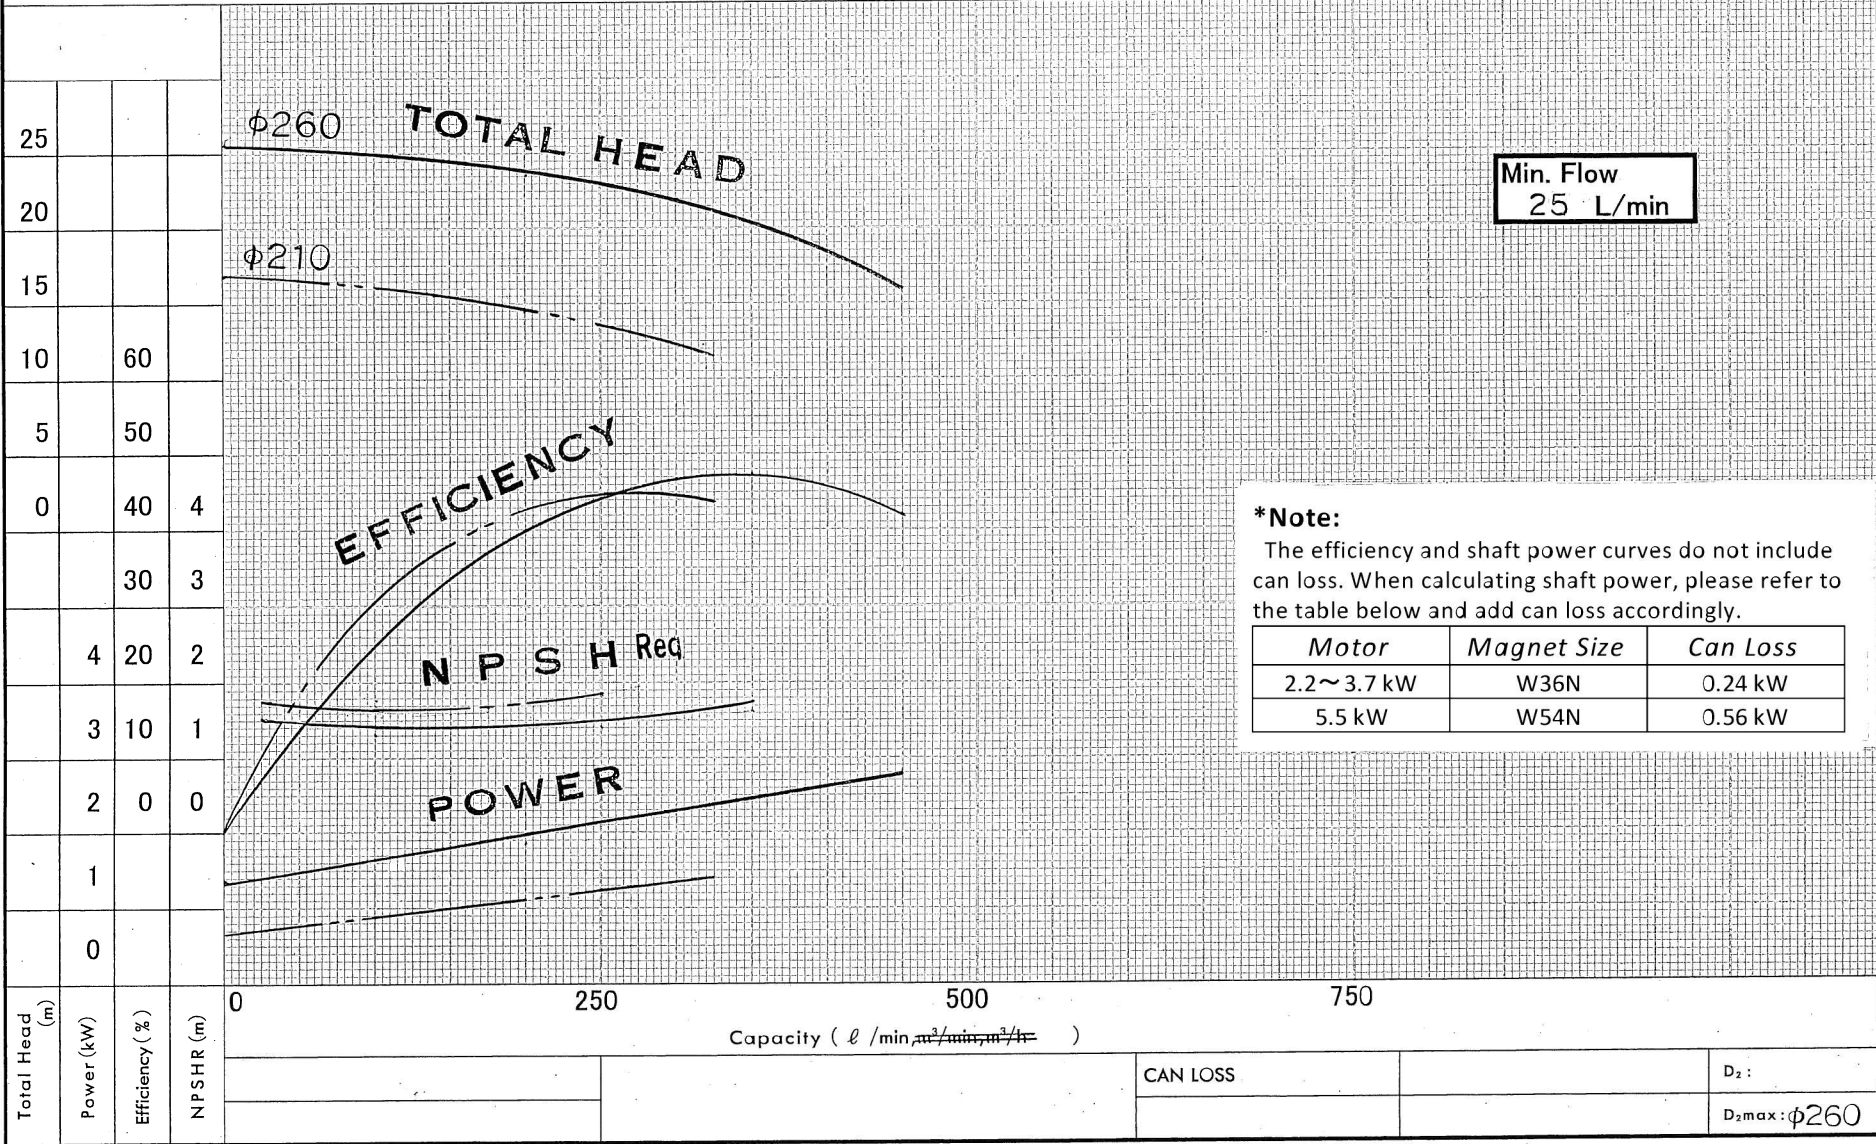 φ260 TOTAL HEAD
25
Min. Flow
25 L/min
20
φ210
15
10 60
5 50
EFFICIENCY
0 40 4
*Note:
The efficiency and shaft power curves do not include
can loss. When calculating shaft power, please refer to
the table below and add can loss accordingly.
30 3
Motor Magnet Size Can Loss
2.2~3.7 kW W36N 0.24 kW
5.5 kW W54N 0.56 kW
NPSH Req
4 20 2
3 10 1
POWER
2 0 0
1
0
0 250 500 750
Total Head (m)
Power (kW)
Efficiency (%)
NPSHR (m)
Capacity ( ℓ /min, m³/min, m³/h )
CAN LOSS
D₂ :
D₂max : φ260